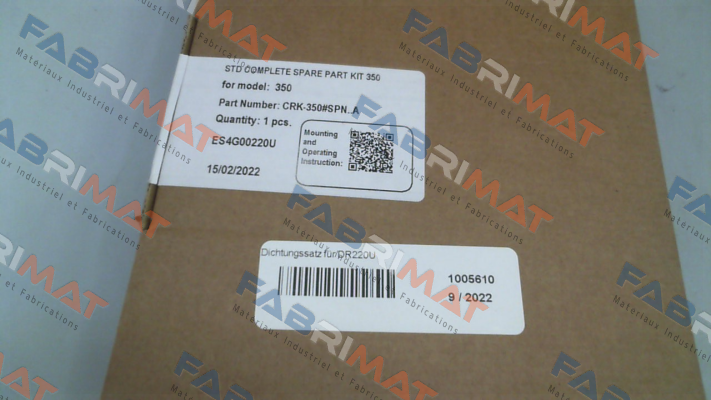 STD COMPLETE SPARE PART KIT 350
for model: 350
Part Number: CRK-350#SPN..A
Quantity: 1 pcs.
ES4G00220U
15/02/2022
Mounting
and
Operating
Instruction:
Dichtungssatz für/DR220U
1005610
9 / 2022
FABRIMAT
Materiaux Industriel et Fabrications